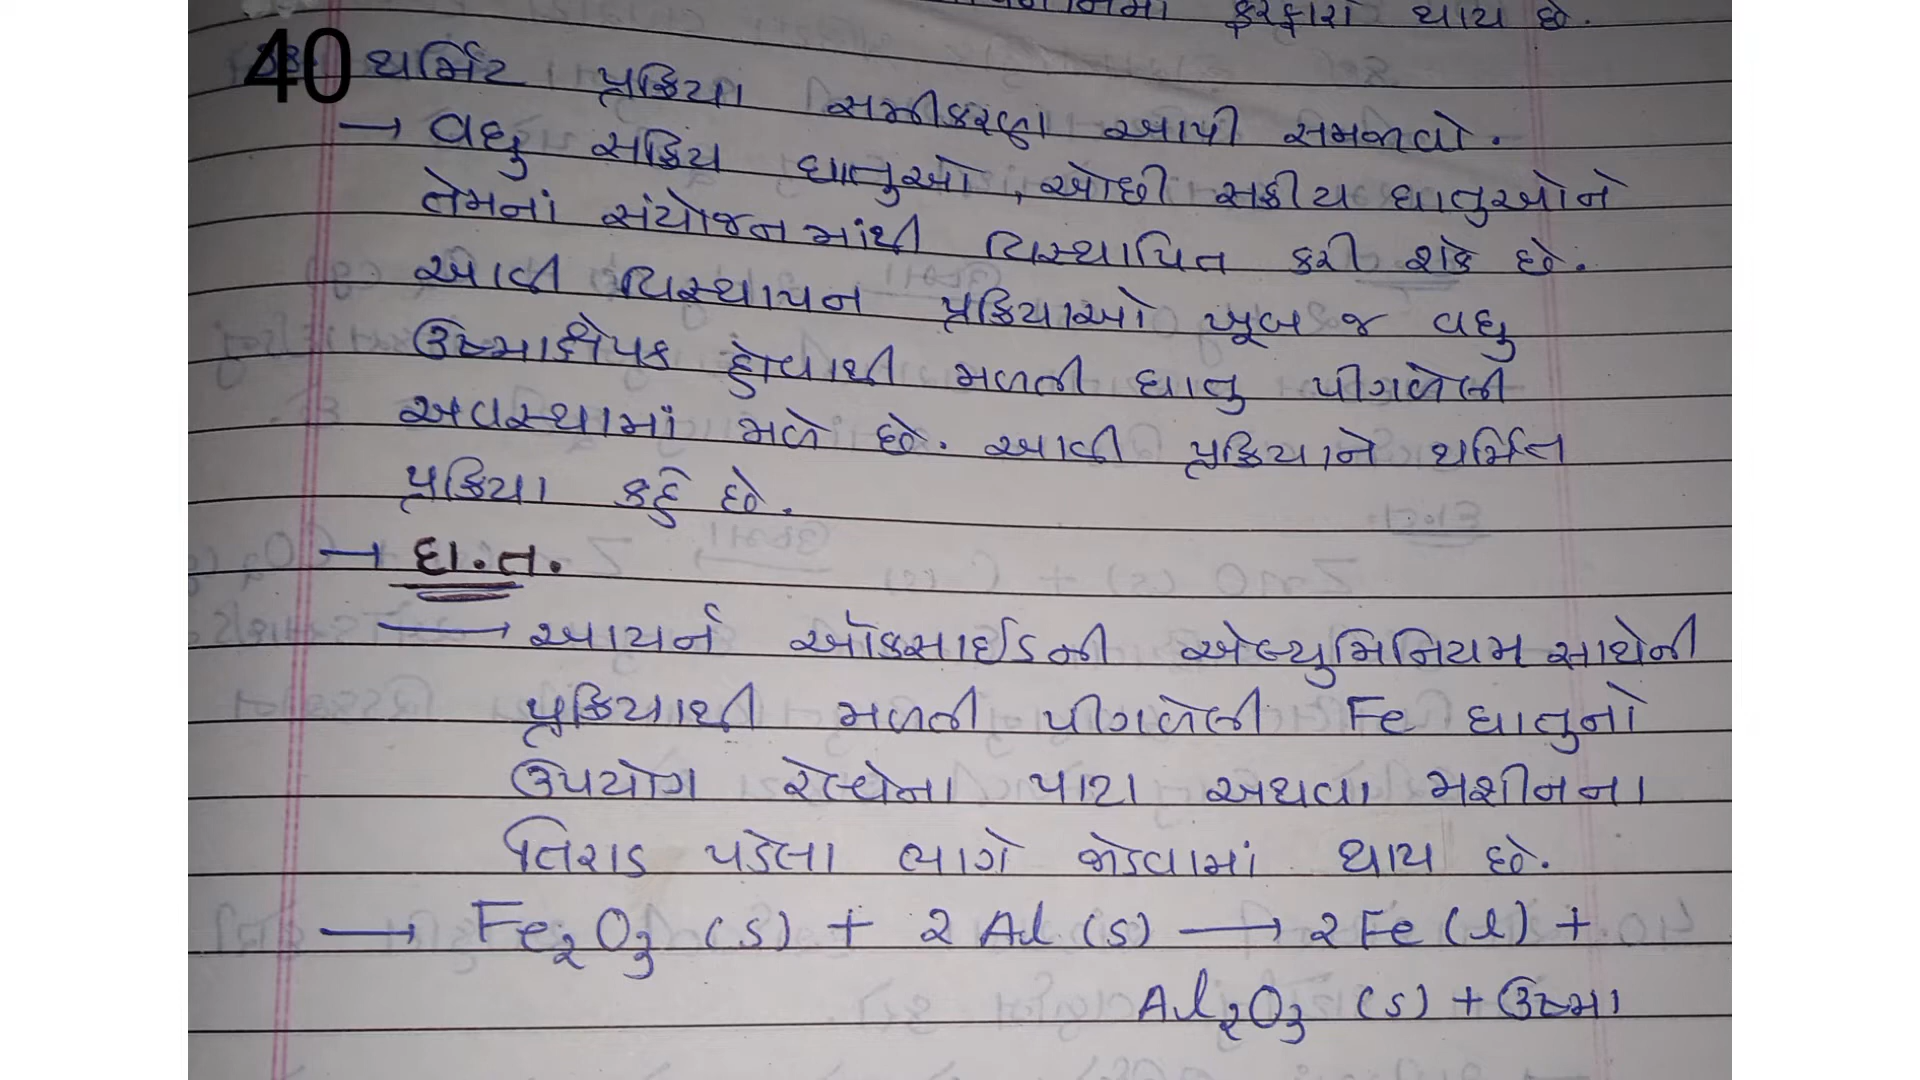 ફેરફારો થાય છે.
40 થર્મિટ પ્રક્રિયા સમીકરણ આપી સમજાવો.
→ વધુ સક્રિય ધાતુઓ, ઓછી સક્રીય ધાતુઓને
તેમનાં સંયોજનમાંથી વિસ્થાપિત કરી શકે છે.
આવી વિસ્થાપન પ્રક્રિયાઓ ખૂબ જ વધુ
ઉષ્માક્ષેપક હોવાથી મળતી ધાતુ પીગળેલી
અવસ્થામાં મળે છે. આવી પ્રક્રિયાને થર્મિત
પ્રક્રિયા કહે છે.
→ દા.ત.
→ આયર્ન ઑકસાઈડની એલ્યુમિનિયમ સાથેની
પ્રક્રિયાથી મળતી પીગળેલી Fe ધાતુનો
ઉપયોગ રેલ્વેના પાટા અથવા મશીનના
તિરાડ પડેલા ભાગો જોડવામાં થાય છે.
→ Fe₂O₃ (s) + 2 Al (s) → 2 Fe (l) +
Al₂O₃ (s) + ઉષ્મા